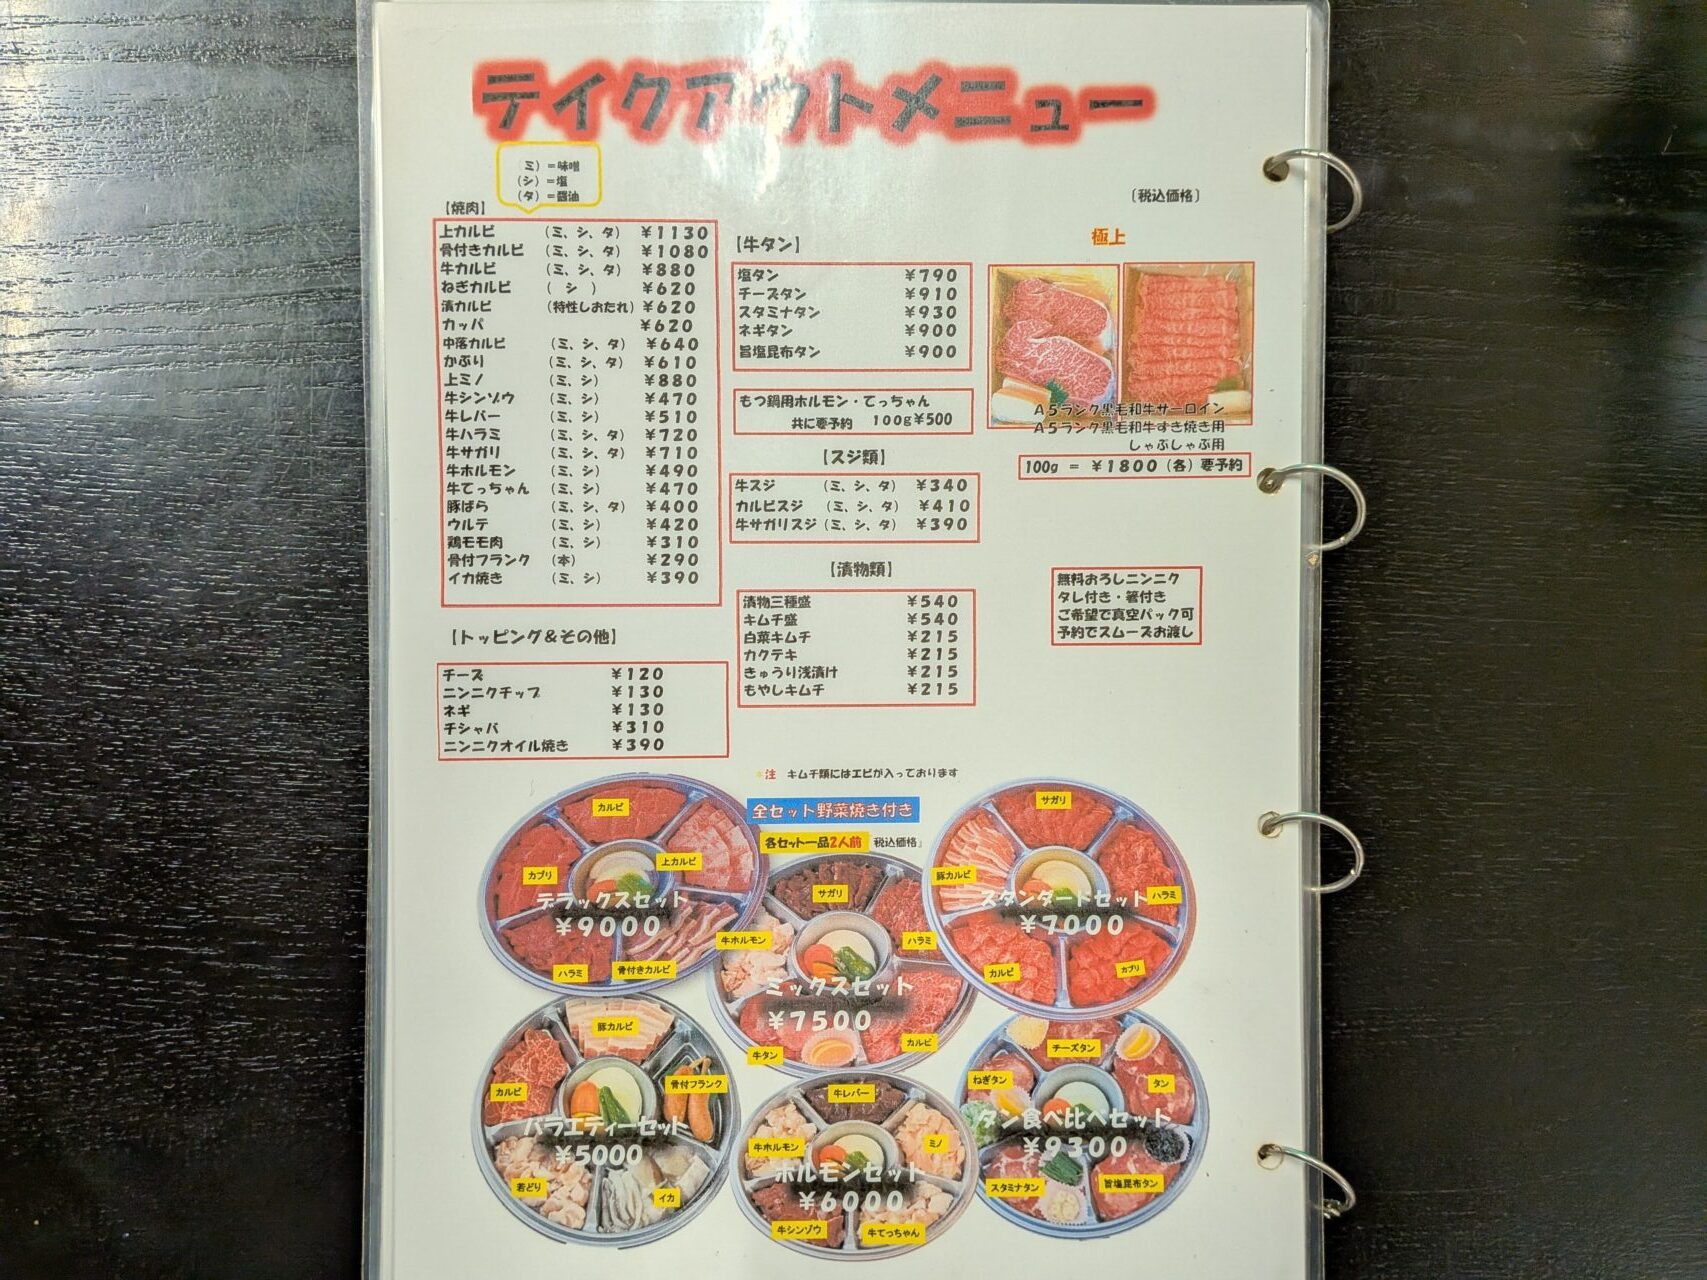 テイクアウトメニュー
ミ）＝味噌
（シ）＝塩
（タ）＝醤油
〔税込価格〕
【焼肉】
上カルビ （ミ、シ、タ） ￥1130
骨付きカルビ （ミ、シ、タ） ￥1080
牛カルビ （ミ、シ、タ） ￥880
ねぎカルビ （ シ ） ￥620
漬カルビ （特性しおたれ） ￥620
カッパ ￥620
中落カルビ （ミ、シ、タ） ￥640
かぶり （ミ、シ、タ） ￥610
上ミノ （ミ、シ） ￥880
牛シンゾウ （ミ、シ） ￥470
牛レバー （ミ、シ） ￥510
牛ハラミ （ミ、シ、タ） ￥720
牛サガリ （ミ、シ、タ） ￥710
牛ホルモン （ミ、シ） ￥490
牛てっちゃん （ミ、シ） ￥470
豚ばら （ミ、シ、タ） ￥400
ウルテ （ミ、シ） ￥420
鶏モモ肉 （ミ、シ） ￥310
骨付フランク （本） ￥290
イカ焼き （ミ、シ） ￥390
【トッピング＆その他】
チーズ ￥120
ニンニクチップ ￥130
ネギ ￥130
チシャバ ￥310
ニンニクオイル焼き ￥390
【牛タン】
塩タン ￥790
チーズタン ￥910
スタミナタン ￥930
ネギタン ￥900
旨塩昆布タン ￥900
もつ鍋用ホルモン・てっちゃん
共に要予約 100g￥500
【スジ類】
牛スジ （ミ、シ、タ） ￥340
カルビスジ （ミ、シ、タ） ￥410
牛サガリスジ （ミ、シ、タ） ￥390
【漬物類】
漬物三種盛 ￥540
キムチ盛 ￥540
白菜キムチ ￥215
カクテキ ￥215
きゅうり浅漬け ￥215
もやしキムチ ￥215
＊注 キムチ類にはエビが入っております
極上
A５ランク黒毛和牛サーロイン
A５ランク黒毛和牛すき焼き用
しゃぶしゃぶ用
100g ＝ ￥1800（各）要予約
無料おろしニンニク
タレ付き・箸付き
ご希望で真空パック可
予約でスムーズお渡し
全セット野菜焼き付き
各セット一品2人前 税込価格」
カルビ
上カルビ
カブリ
デラックスセット
￥9000
ハラミ
骨付きカルビ
サガリ
牛ホルモン
ハラミ
ミックスセット
￥7500
牛タン
カルビ
サガリ
豚カルビ
ハラミ
スタンダードセット
￥7000
カルビ
カブリ
豚カルビ
カルビ
骨付フランク
バラエティーセット
￥5000
若どり
イカ
牛レバー
牛ホルモン
ミノ
ホルモンセット
￥6000
牛シンゾウ
牛てっちゃん
チーズタン
ねぎタン
タン
タン食べ比べセット
￥9300
スタミナタン
旨塩昆布タン